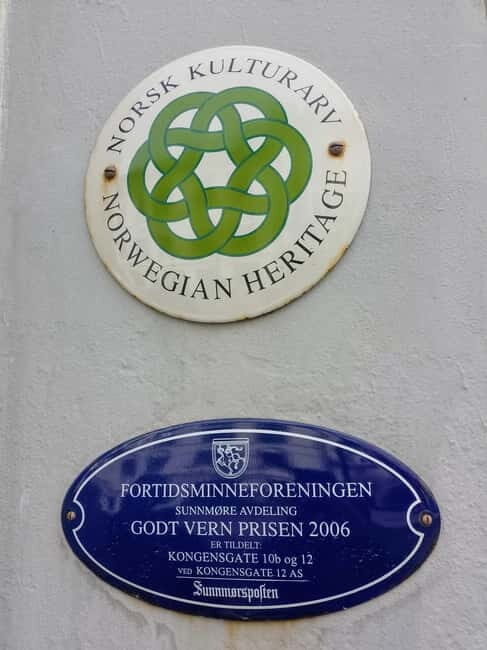 NORSK KULTURARV
NORWEGIAN HERITAGE
FORTIDSMINNEFORENINGEN
SUNNMØRE AVDELING
GODT VERN PRISEN 2006
ER TILDELT:
KONGENSGATE 10b og 12
VED KONGENSGATE 12 AS
Sunnmørsposten